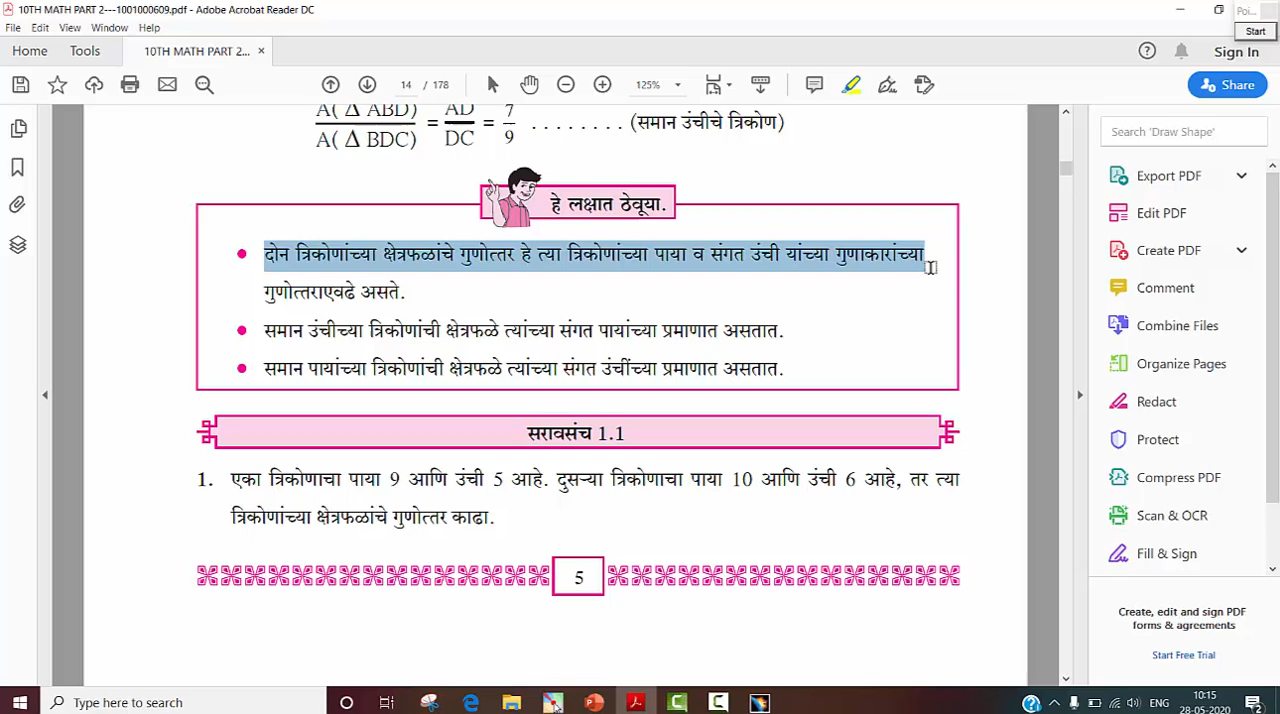 10TH MATH PART 2---1001000609.pdf - Adobe Acrobat Reader DC
Poi...
File Edit View Window Help
Start
Home Tools 10TH MATH PART 2... × Sign In
14 / 178 125% Share
A( Δ ABD) / A( Δ BDC) = AD / DC = 7 / 9 . . . . . . . . (समान उंचीचे त्रिकोण)
हे लक्षात ठेवूया.
• दोन त्रिकोणांच्या क्षेत्रफळांचे गुणोत्तर हे त्या त्रिकोणांच्या पाया व संगत उंची यांच्या गुणाकारांच्या
गुणोत्तराएवढे असते.
• समान उंचीच्या त्रिकोणांची क्षेत्रफळे त्यांच्या संगत पायांच्या प्रमाणात असतात.
• समान पायांच्या त्रिकोणांची क्षेत्रफळे त्यांच्या संगत उंचींच्या प्रमाणात असतात.
सरावसंच 1.1
1. एका त्रिकोणाचा पाया 9 आणि उंची 5 आहे. दुसऱ्या त्रिकोणाचा पाया 10 आणि उंची 6 आहे, तर त्या
त्रिकोणांच्या क्षेत्रफळांचे गुणोत्तर काढा.
5
Search 'Draw Shape'
Export PDF
Edit PDF
Create PDF
Comment
Combine Files
Organize Pages
Redact
Protect
Compress PDF
Scan & OCR
Fill & Sign
Create, edit and sign PDF
forms & agreements
Start Free Trial
Type here to search
ENG
10:15
28-05-2020
2